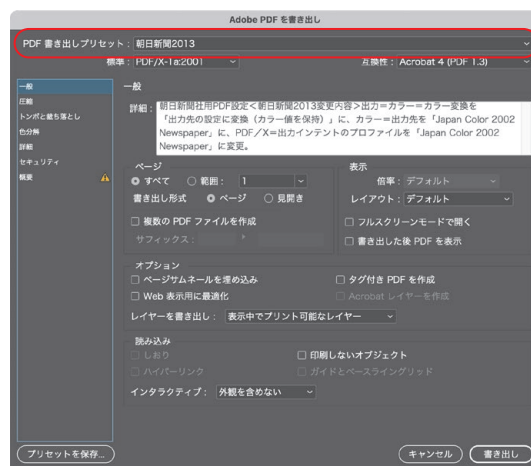 Adobe PDF を書き出し
PDF 書き出しプリセット： 朝日新聞2013
標準： PDF/X-1a:2001 互換性： Acrobat 4 (PDF 1.3)
一般
圧縮
トンボと裁ち落とし
色分解
詳細
セキュリティ
概要
一般
詳細： 朝日新聞社用PDF設定＜朝日新聞2013変更内容＞出力＝カラー＝カラー変換を
『出力先の設定に変換（カラー値を保持）』に、カラー＝出力先を「Japan Color 2002
Newspaper」に、PDF／X＝出力インテントのプロファイルを「Japan Color 2002
Newspaper」に変更。
ページ
すべて 範囲： 1
書き出し形式 ページ 見開き
複数の PDF ファイルを作成
サフィックス：
表示
倍率： デフォルト
レイアウト： デフォルト
フルスクリーンモードで開く
書き出した後 PDF を表示
オプション
ページサムネールを埋め込み タグ付き PDF を作成
Web 表示用に最適化 Acrobat レイヤーを作成
レイヤーを書き出し： 表示中でプリント可能なレイヤー
読み込み
しおり 印刷しないオブジェクト
ハイパーリンク ガイドとベースライングリッド
インタラクティブ： 外観を含めない
プリセットを保存... キャンセル 書き出し